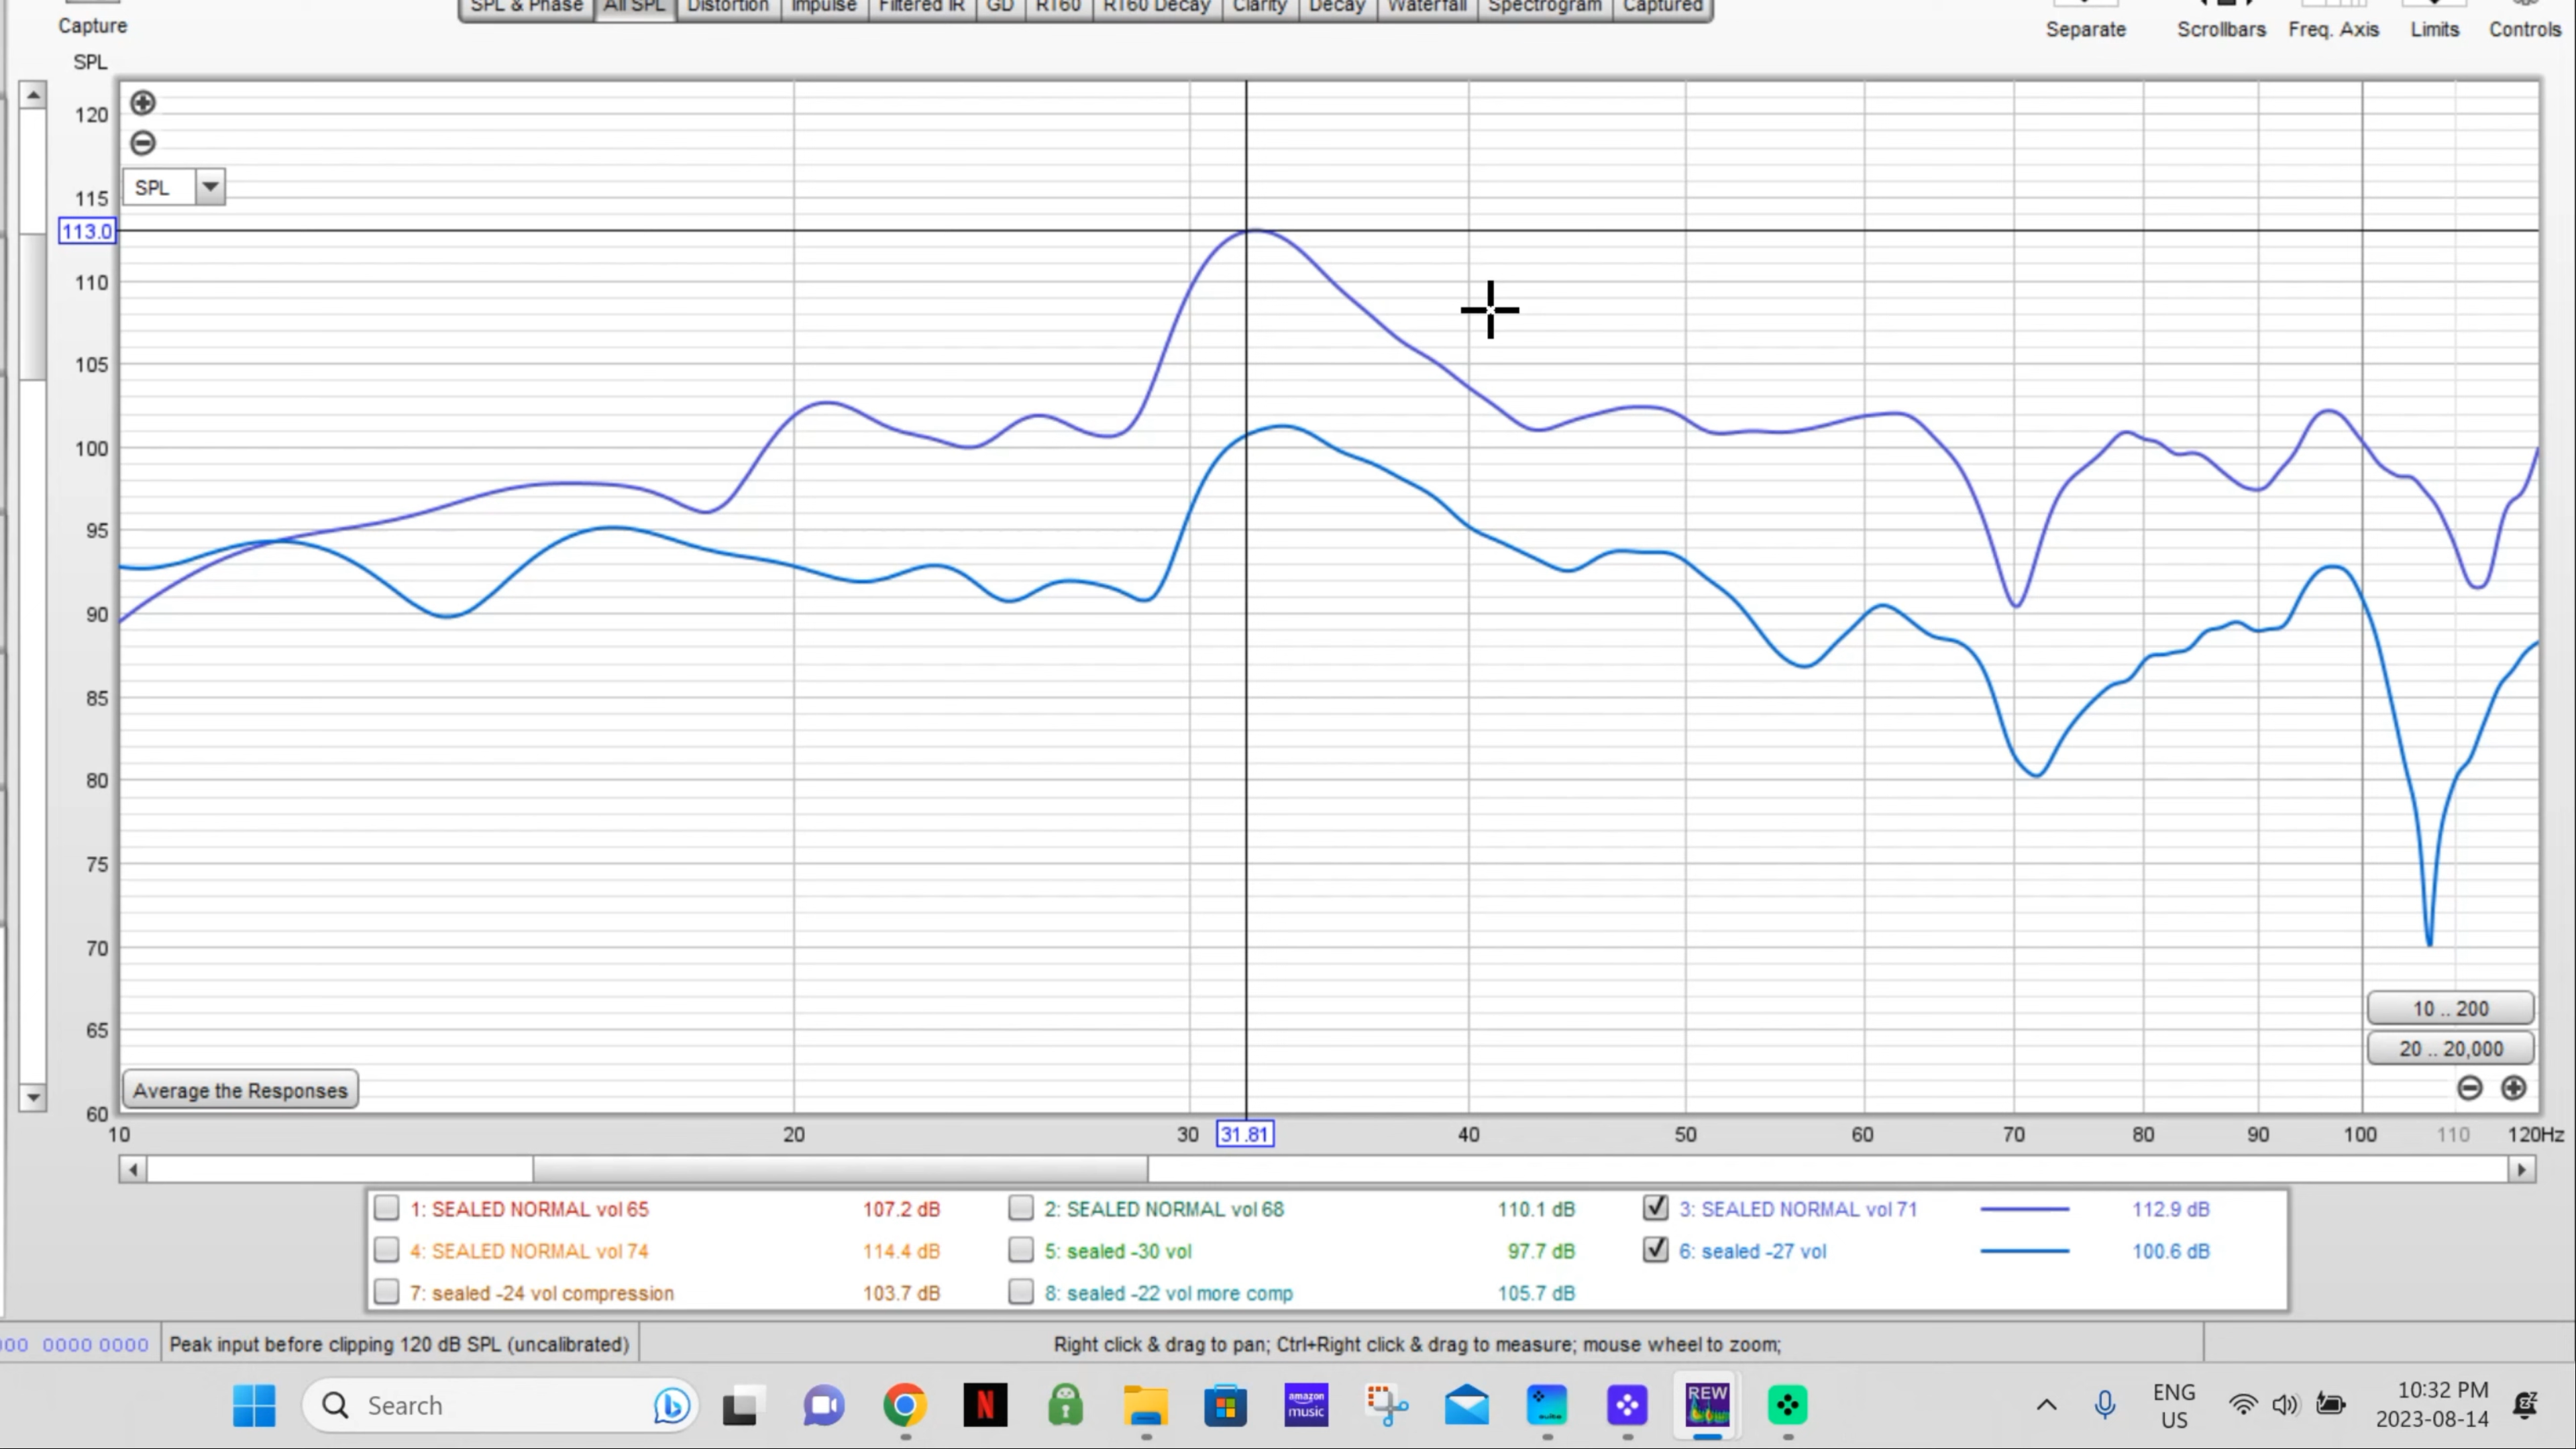 SPL & Phase All SPL Distortion Impulse Filtered IR GD RT60 RT60 Decay Clarity Decay Waterfall Spectrogram Captured
Capture
Separate Scrollbars Freq. Axis Limits Controls
SPL
120
SPL
115
113.0
110
105
100
95
90
85
80
75
70
10 .. 200
65
20 .. 20,000
Average the Responses
60
10 20 30 31.81 40 50 60 70 80 90 100 110 120Hz
1: SEALED NORMAL vol 65 107.2 dB 2: SEALED NORMAL vol 68 110.1 dB 3: SEALED NORMAL vol 71 112.9 dB
4: SEALED NORMAL vol 74 114.4 dB 5: sealed -30 vol 97.7 dB 6: sealed -27 vol 100.6 dB
7: sealed -24 vol compression 103.7 dB 8: sealed -22 vol more comp 105.7 dB
000 0000 0000 Peak input before clipping 120 dB SPL (uncalibrated) Right click & drag to pan; Ctrl+Right click & drag to measure; mouse wheel to zoom;
Search N amazon music suite REW ENG US 10:32 PM
2023-08-14